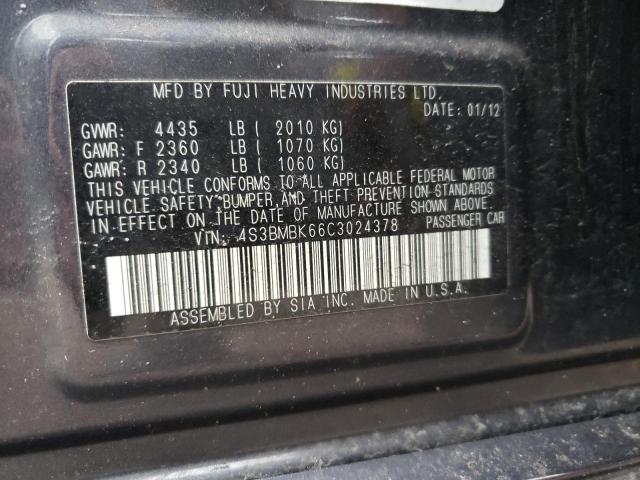 MFD BY FUJI HEAVY INDUSTRIES LTD.
DATE: 01/12
GVWR: 4435 LB ( 2010 KG)
GAWR: F 2360 LB ( 1070 KG)
GAWR: R 2340 LB ( 1060 KG)
THIS VEHICLE CONFORMS TO ALL APPLICABLE FEDERAL MOTOR
VEHICLE SAFETY, BUMPER, AND THEFT PREVENTION STANDARDS
IN EFFECT ON THE DATE OF MANUFACTURE SHOWN ABOVE.
VIN: 4S3BMBK66C3024378 PASSENGER CAR
ASSEMBLED BY SIA INC. MADE IN U.S.A.